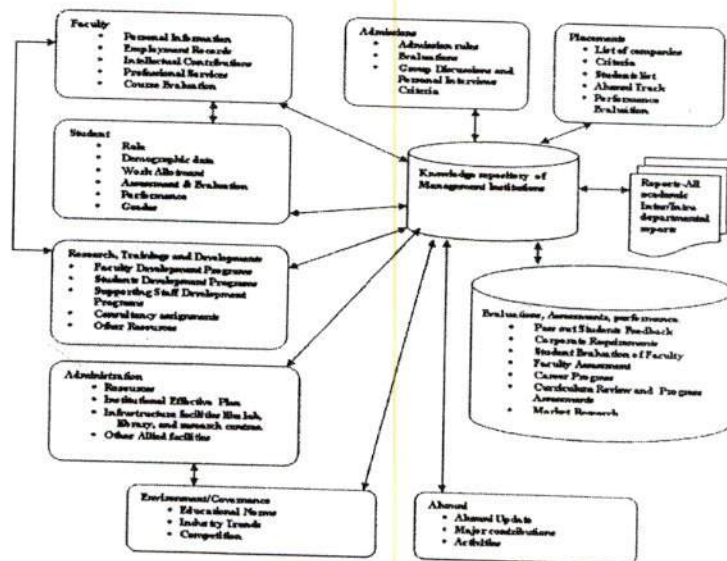 Faculty
• Personal Information
• Employment Records
• Intellectual Contributions
• Professional Services
• Course Evaluation
Admissions
• Admission rules
• Evaluations
• Group Discussions and
Personal Interviews
Criteria
Placements
• List of companies
• Criteria
• Students list
• Alumni Track
• Performance
Evaluation
Student
• Role
• Demographic data
• Work Allotment
• Assessment & Evaluation
• Performance
• Gender
Knowledge repository of
Management Institutions
Reports-All
academic
Inter/Intra
departmental
reports
Research, Trainings and Developments
• Faculty Development Programs
• Students Development Programs
• Supporting Staff Development
Programs
• Consultancy assignments
• Other Resources
Evaluations, Assessments, performance
• Pass out Students Feedback
• Corporate Requirements
• Student Evaluation of Faculty
• Faculty Assessment
• Career Progress
• Curriculum Review and Progress
Assessments
• Market Research
Administration
• Resources
• Institutional Effective Plan
• Infrastructure facilities like lab,
library, and research centres.
• Other Allied facilities
Environment/Governance
• Educational Norms
• Industry Trends
• Competition
Alumni
• Alumni Update
• Major contributions
• Activities